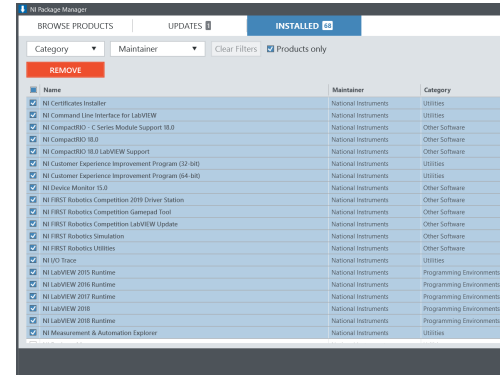 NI Package Manager
BROWSE PRODUCTS UPDATES INSTALLED 68
Category Maintainer Clear Filters Products only
REMOVE
Name Maintainer Category
NI Certificates Installer National Instruments Utilities
NI Command Line Interface for LabVIEW National Instruments Utilities
NI CompactRIO - C Series Module Support 18.0 National Instruments Other Software
NI CompactRIO 18.0 National Instruments Other Software
NI CompactRIO 18.0 LabVIEW Support National Instruments Other Software
NI Customer Experience Improvement Program (32-bit) National Instruments Utilities
NI Customer Experience Improvement Program (64-bit) National Instruments Utilities
NI Device Monitor 15.0 National Instruments Other Software
NI FIRST Robotics Competition 2019 Driver Station National Instruments Other Software
NI FIRST Robotics Competition Gamepad Tool National Instruments Other Software
NI FIRST Robotics Competition LabVIEW Update National Instruments Other Software
NI FIRST Robotics Simulation National Instruments Other Software
NI FIRST Robotics Utilities National Instruments Other Software
NI I/O Trace National Instruments Utilities
NI LabVIEW 2015 Runtime National Instruments Programming Environments
NI LabVIEW 2016 Runtime National Instruments Programming Environments
NI LabVIEW 2017 Runtime National Instruments Programming Environments
NI LabVIEW 2018 National Instruments Programming Environments
NI LabVIEW 2018 Runtime National Instruments Programming Environments
NI Measurement & Automation Explorer National Instruments Utilities